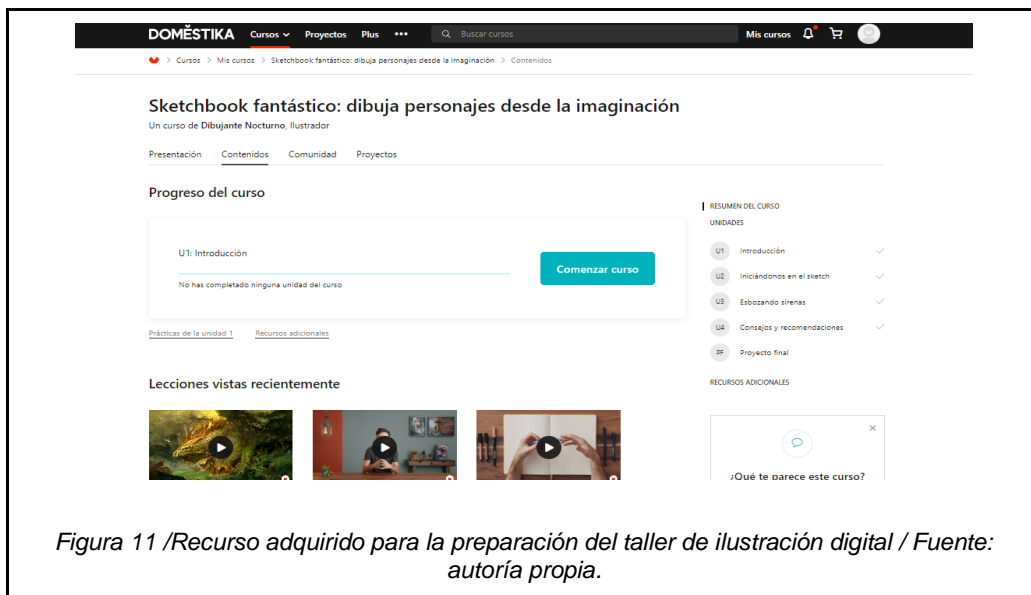 DOMĔSTIKA Cursos Proyectos Plus ••• Buscar cursos Mis cursos
> Cursos > Mis cursos > Sketchbook fantástico: dibuja personajes desde la imaginación > Contenidos
Sketchbook fantástico: dibuja personajes desde la imaginación
Un curso de Dibujante Nocturno, Ilustrador
Presentación Contenidos Comunidad Proyectos
Progreso del curso
U1: Introducción
Comenzar curso
No has completado ninguna unidad del curso
Prácticas de la unidad 1 Recursos adicionales
Lecciones vistas recientemente
RESUMEN DEL CURSO
UNIDADES
U1 Introducción
U2 Iniciándonos en el sketch
U3 Esbozando sirenas
U4 Consejos y recomendaciones
PF Proyecto final
RECURSOS ADICIONALES
¿Qué te parece este curso?
Figura 11 /Recurso adquirido para la preparación del taller de ilustración digital / Fuente:
autoría propia.